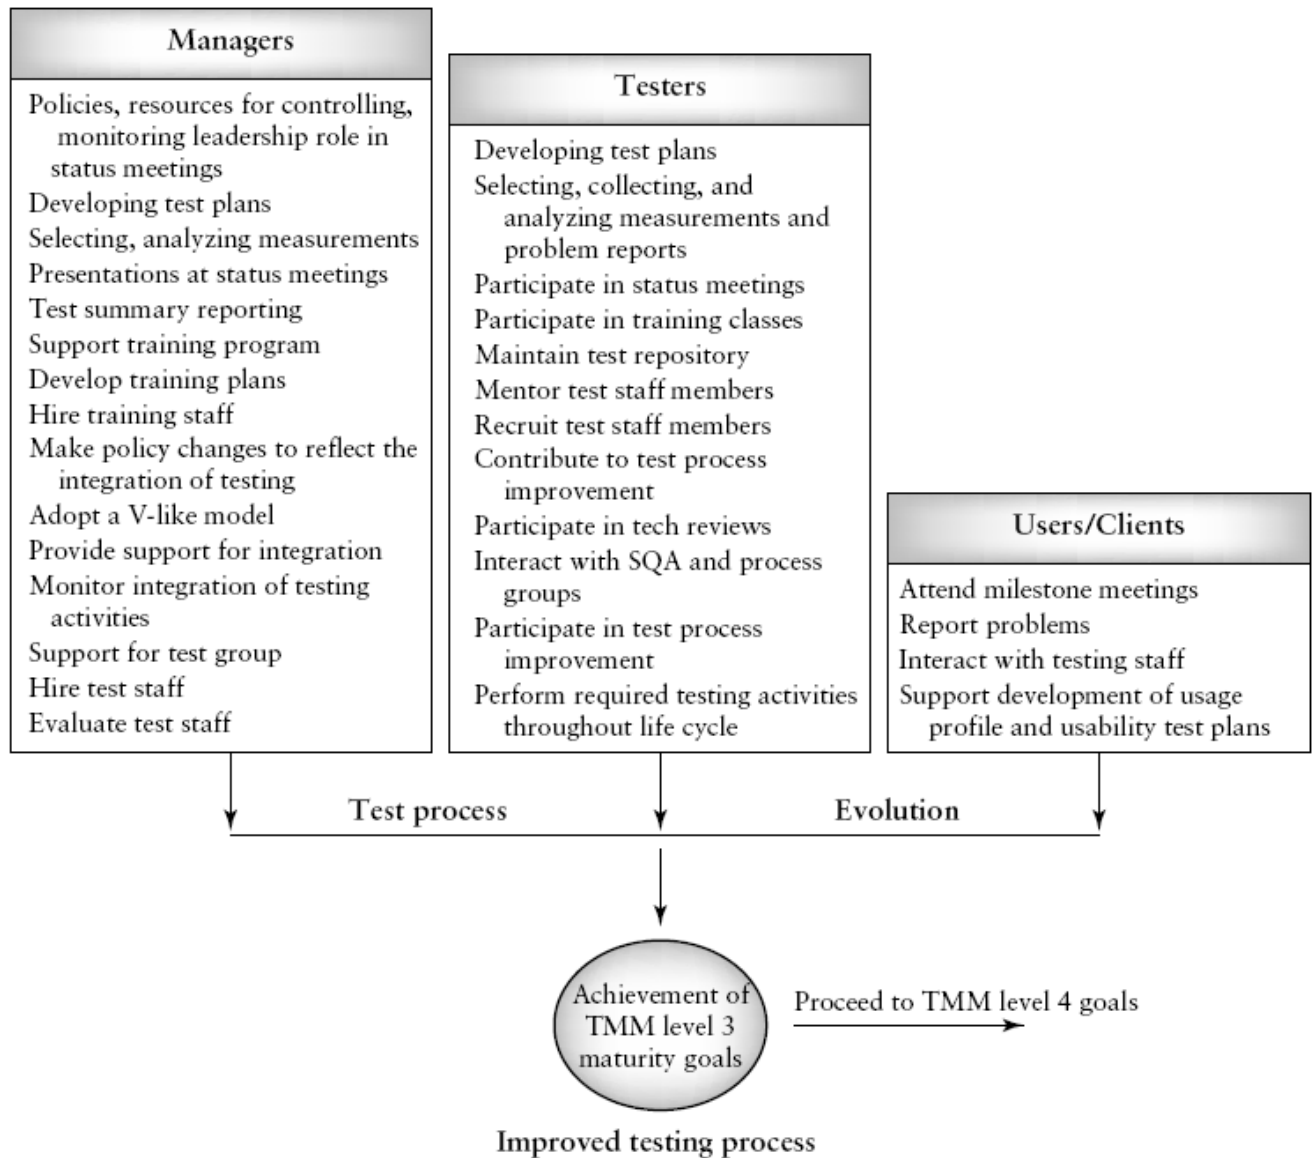 Managers
Policies, resources for controlling,
monitoring leadership role in
status meetings
Developing test plans
Selecting, analyzing measurements
Presentations at status meetings
Test summary reporting
Support training program
Develop training plans
Hire training staff
Make policy changes to reflect the
integration of testing
Adopt a V-like model
Provide support for integration
Monitor integration of testing
activities
Support for test group
Hire test staff
Evaluate test staff
Testers
Developing test plans
Selecting, collecting, and
analyzing measurements and
problem reports
Participate in status meetings
Participate in training classes
Maintain test repository
Mentor test staff members
Recruit test staff members
Contribute to test process
improvement
Participate in tech reviews
Interact with SQA and process
groups
Participate in test process
improvement
Perform required testing activities
throughout life cycle
Users/Clients
Attend milestone meetings
Report problems
Interact with testing staff
Support development of usage
profile and usability test plans
Test process
Evolution
Achievement of
TMM level 3
maturity goals
Proceed to TMM level 4 goals
Improved testing process